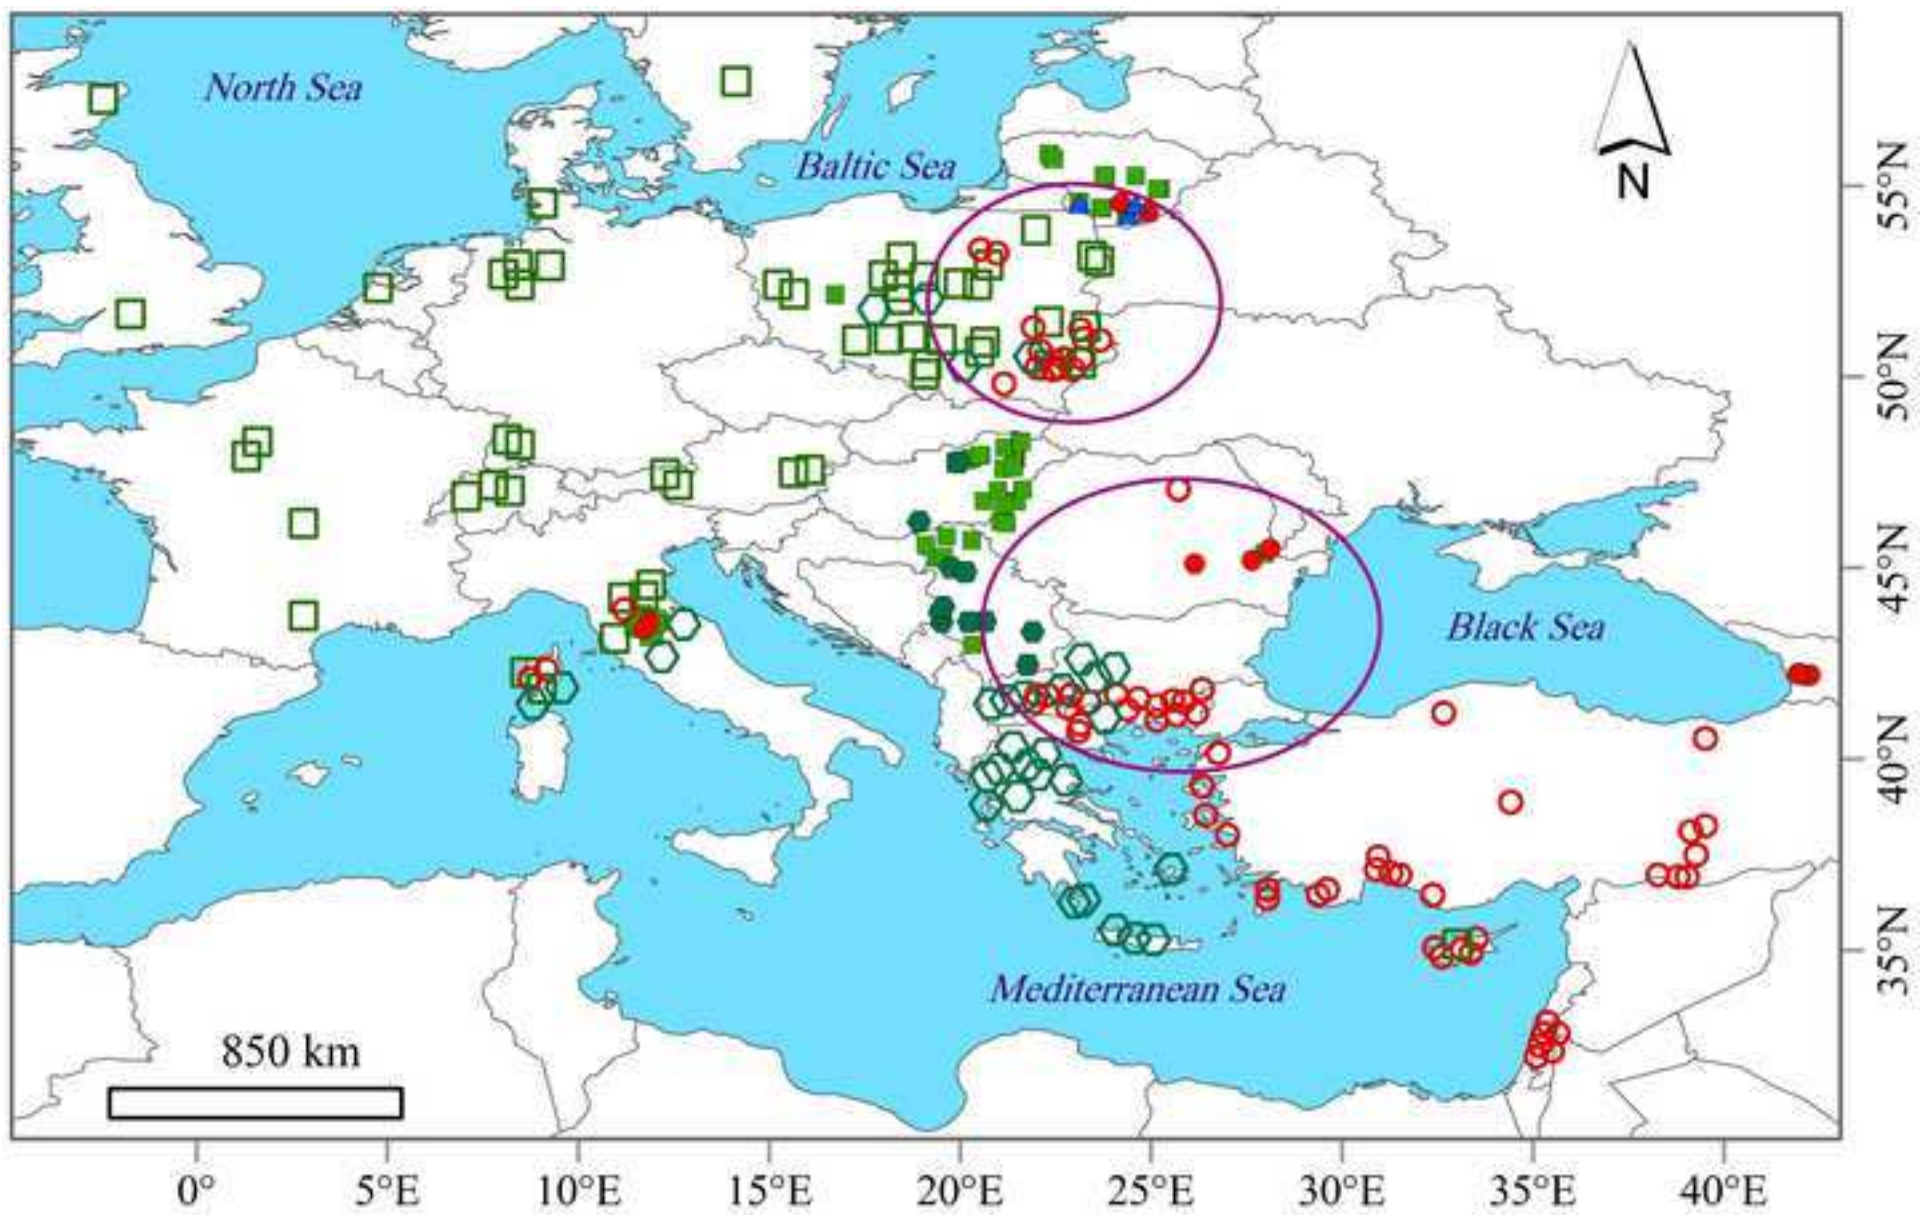 North Sea
Baltic Sea
N
55°N
50°N
45°N
Black Sea
40°N
35°N
Mediterranean Sea
850 km
0° 5°E 10°E 15°E 20°E 25°E 30°E 35°E 40°E